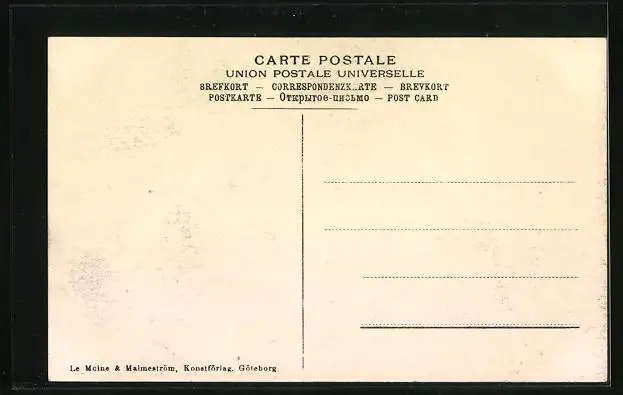 CARTE POSTALE
UNION POSTALE UNIVERSELLE
BREFKORT — CORRESPONDENZKARTE — BREVKORT
POSTKARTE — Открытое-письмо — POST CARD
Le Moine & Malmeström, Konstförlag. Göteborg